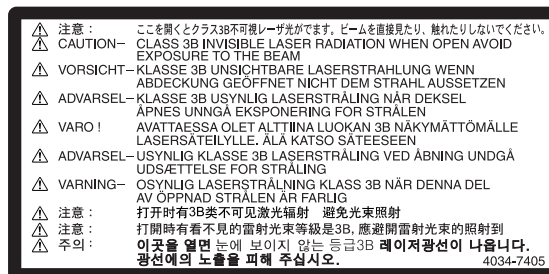 注意： ここを開くとクラス3B不可視レーザ光がでます。ビームを直接見たり、触れたりしないでください。
CAUTION– CLASS 3B INVISIBLE LASER RADIATION WHEN OPEN AVOID
EXPOSURE TO THE BEAM
VORSICHT– KLASSE 3B UNSICHTBARE LASERSTRAHLUNG WENN
ABDECKUNG GEÖFFNET NICHT DEM STRAHL AUSSETZEN
ADVARSEL– KLASSE 3B USYNLIG LASERSTRÅLING NÅR DEKSEL
ÅPNES UNNGÅ EKSPONERING FOR STRÅLEN
VARO ! AVATTAESSA OLET ALTTIINA LUOKAN 3B NÄKYMÄTTÖMÄLLE
LASERSÄTEILYLLE. ÄLÄ KATSO SÄTEESEEN
ADVARSEL– USYNLIG KLASSE 3B LASERSTRÅLING VED ÅBNING UNDGÅ
UDSÆTTELSE FOR STRÅLING
VARNING– OSYNLIG LASERSTRÅLNING KLASS 3B NÄR DENNA DEL
AV ÖPPNAD STRÅLEN ÄR FARLIG
注意： 打开时有3B类不可见激光辐射 避免光束照射
注意： 打開時有看不見的雷射光束等級是3B, 應避開雷射光束的照射到
주의 : 이곳을 열면 눈에 보이지 않는 등급3B 레이저광선이 나옵니다.
광선에의 노출을 피해 주십시오. 4034-7405